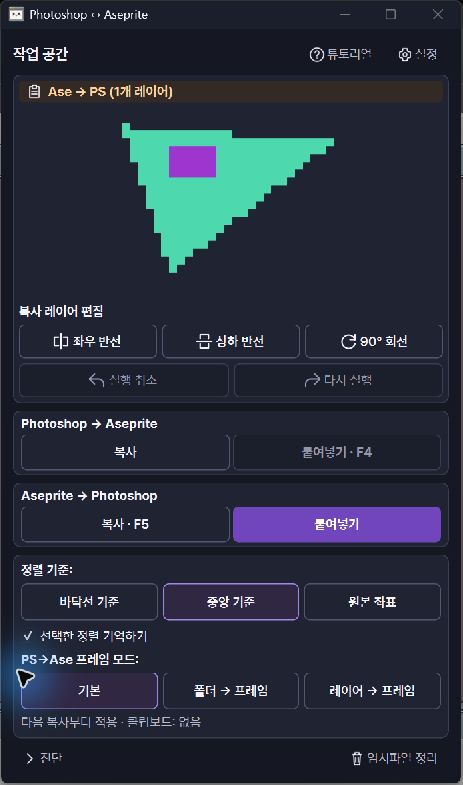 Photoshop ↔ Aseprite
작업 공간
튜토리얼
설정
Ase → PS (1개 레이어)
복사 레이어 편집
좌우 반전
상하 반전
90° 회전
실행 취소
다시 실행
Photoshop → Aseprite
복사
붙여넣기 · F4
Aseprite → Photoshop
복사 · F5
붙여넣기
정렬 기준:
바닥선 기준
중앙 기준
원본 좌표
✓ 선택한 정렬 기억하기
PS→Ase 프레임 모드:
기본
폴더 → 프레임
레이어 → 프레임
다음 복사부터 적용 · 클립보드: 없음
진단
임시파일 정리